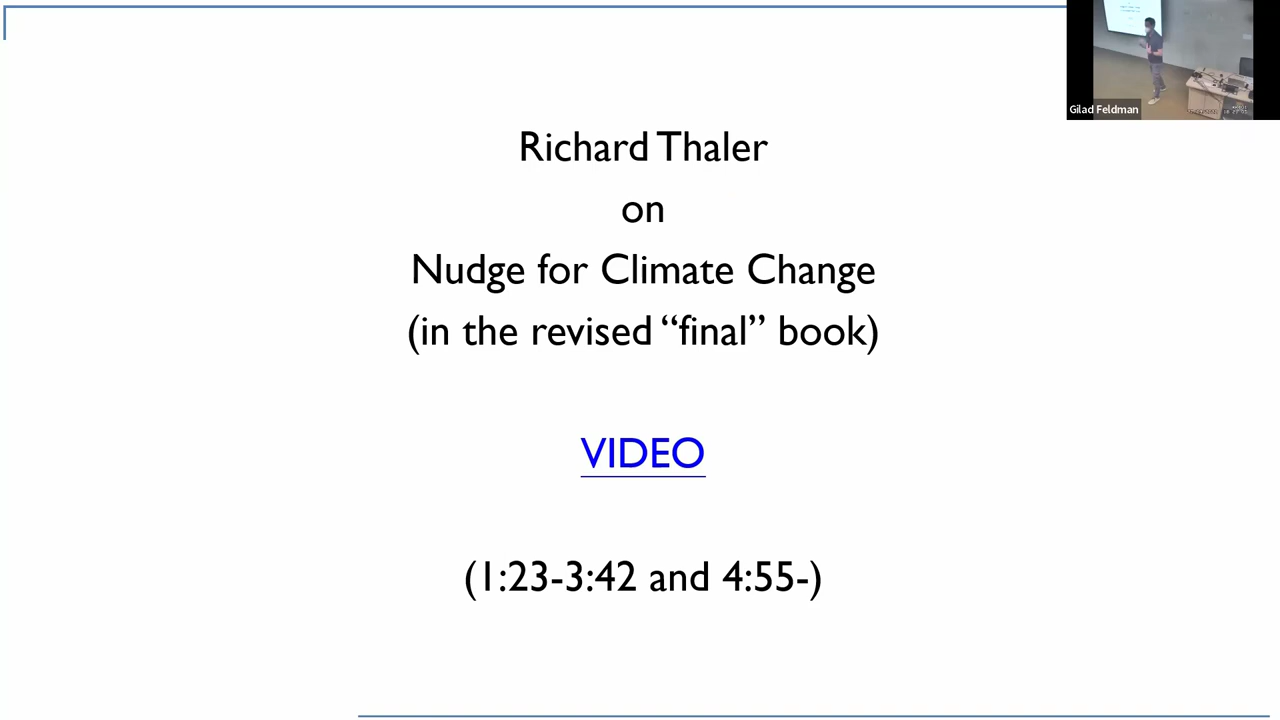 Richard Thaler
on
Nudge for Climate Change
(in the revised “final” book)
VIDEO
(1:23-3:42 and 4:55-)
Gilad Feldman